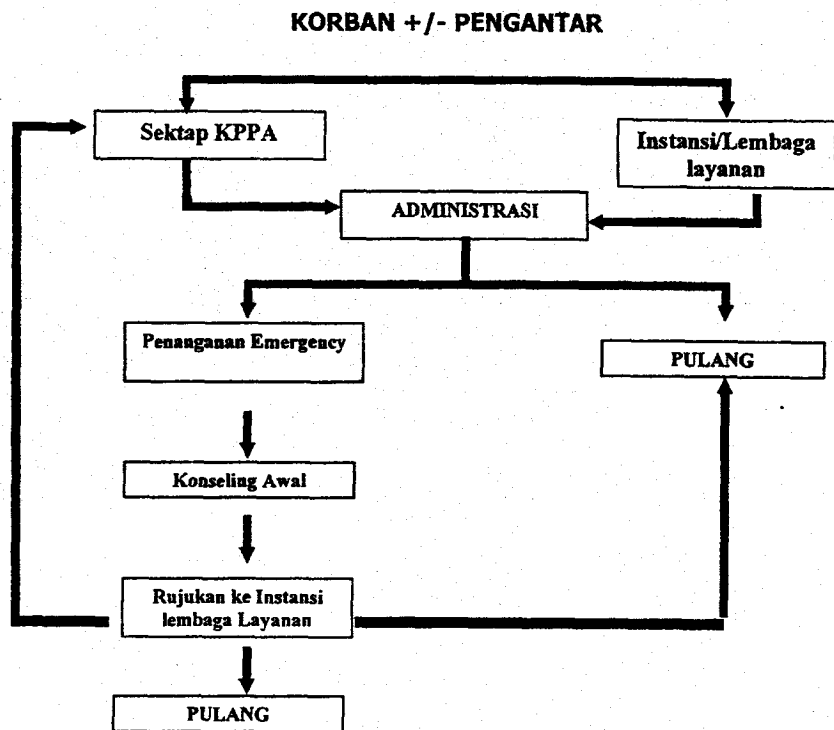 KORBAN +/- PENGANTAR
Sektap KPPA
Instansi/Lembaga
layanan
ADMINISTRASI
Penanganan Emergency
PULANG
Konseling Awal
Rujukan ke Instansi
lembaga Layanan
PULANG